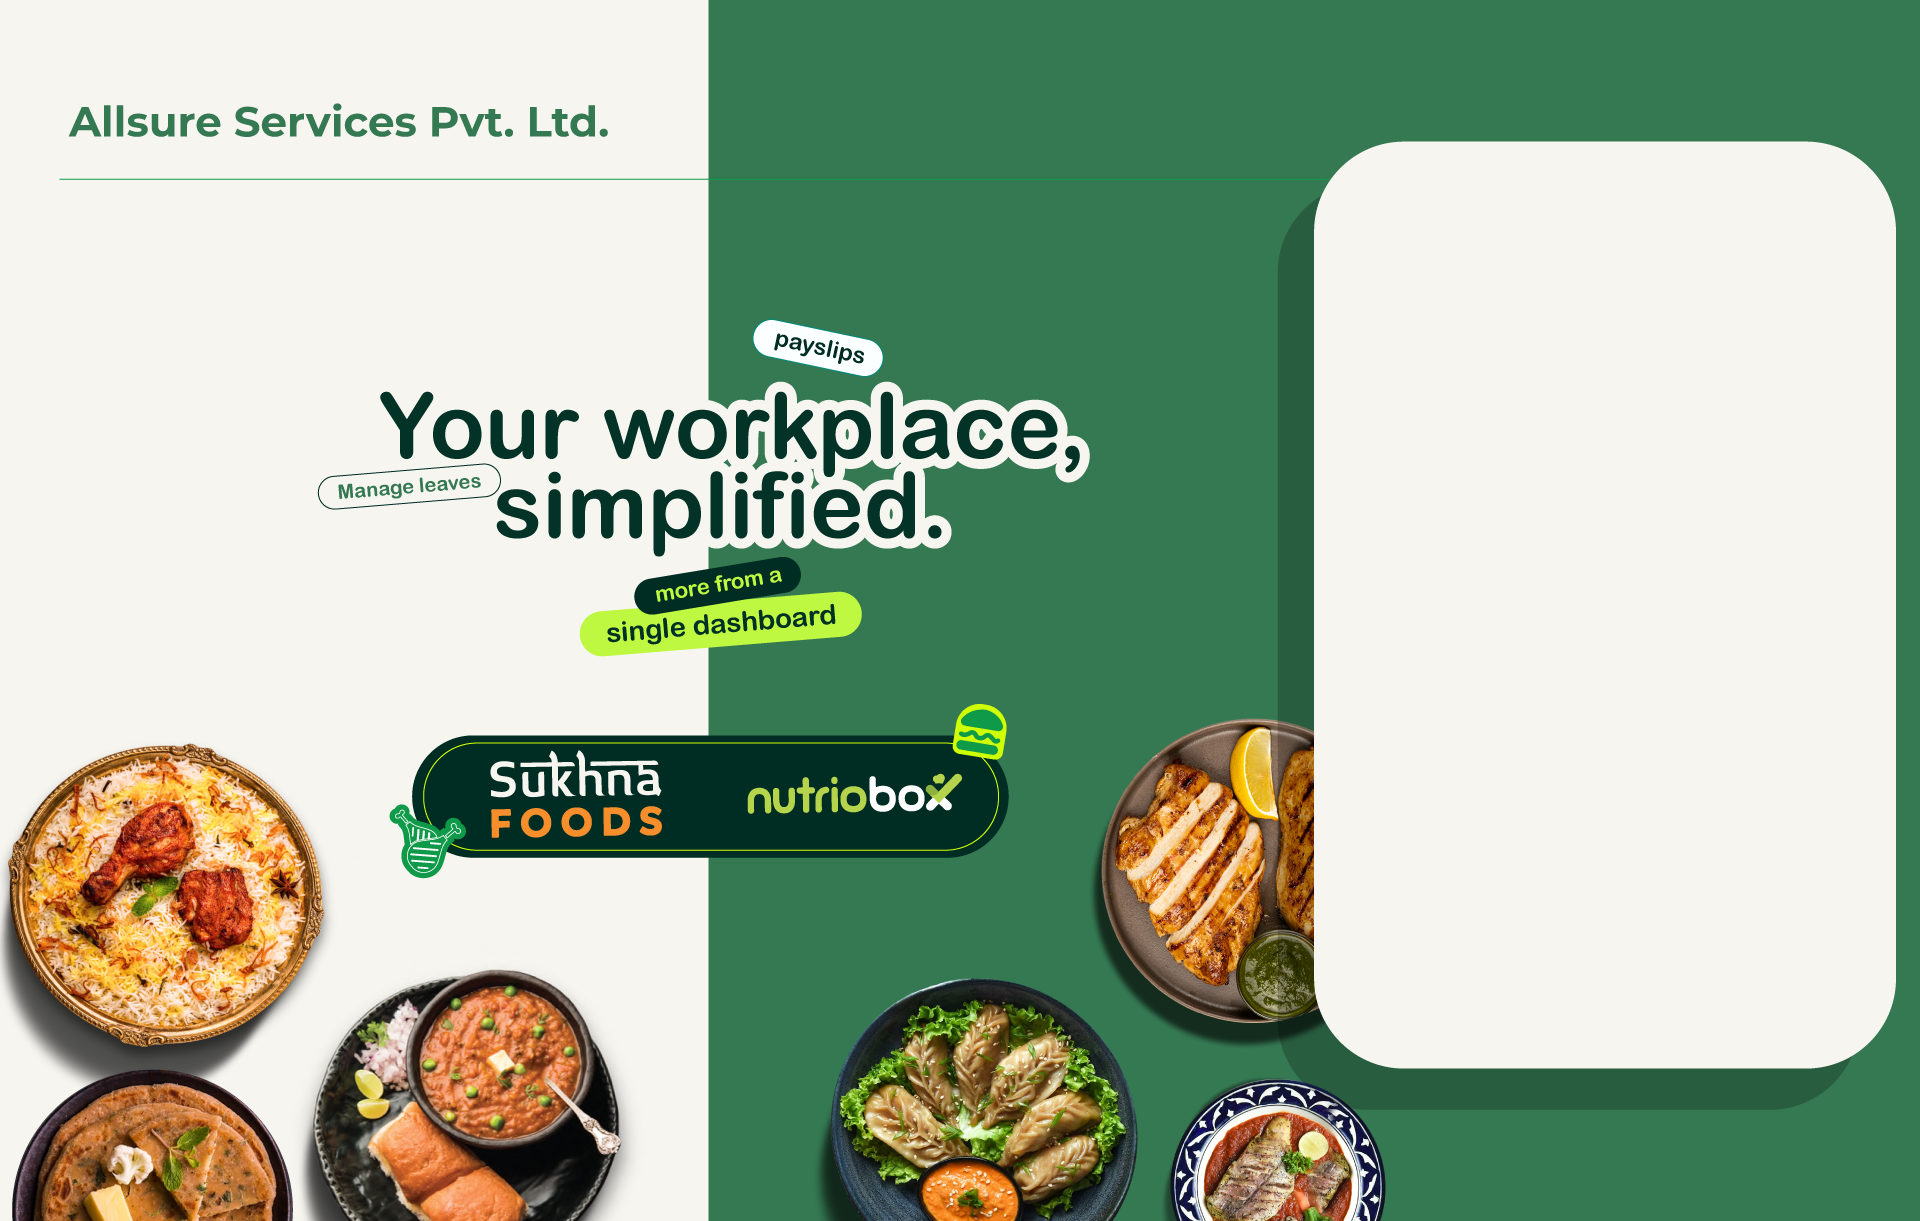 Allsure Services Pvt. Ltd.
payslips
Your workplace,
Manage leaves
simplified.
more from a
single dashboard
Sukhna
FOODS
nutriobox